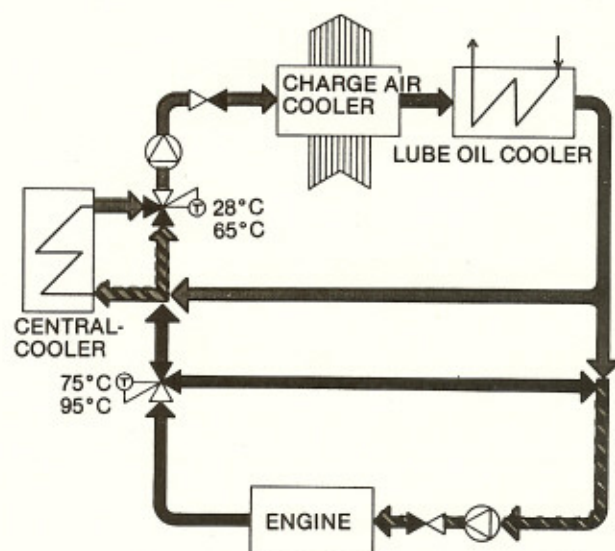 CHARGE AIR
COOLER
LUBE OIL COOLER
T 28°C
65°C
CENTRAL-
COOLER
75°C T
95°C
ENGINE